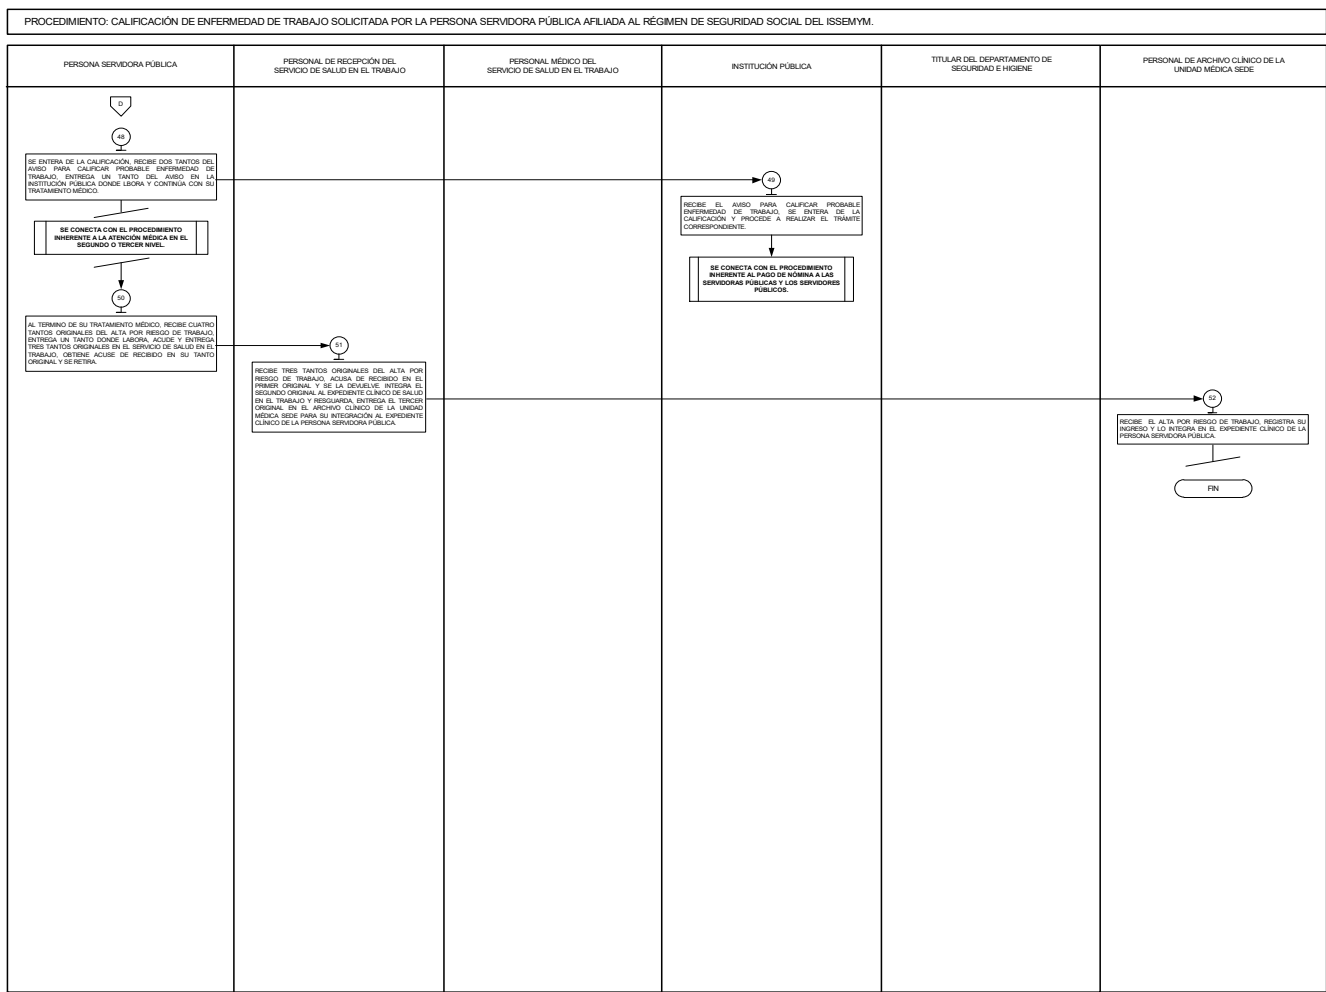 PROCEDIMIENTO: CALIFICACIÓN DE ENFERMEDAD DE TRABAJO SOLICITADA POR LA PERSONA SERVIDORA PÚBLICA AFILIADA AL RÉGIMEN DE SEGURIDAD SOCIAL DEL ISSEMYM.
PERSONA SERVIDORA PÚBLICA
PERSONAL DE RECEPCIÓN DEL
SERVICIO DE SALUD EN EL TRABAJO
PERSONAL MÉDICO DEL
SERVICIO DE SALUD EN EL TRABAJO
INSTITUCIÓN PÚBLICA
TITULAR DEL DEPARTAMENTO DE
SEGURIDAD E HIGIENE
PERSONAL DE ARCHIVO CLÍNICO DE LA
UNIDAD MÉDICA SEDE
D
48
SE ENTERA DE LA CALIFICACIÓN, RECIBE DOS TANTOS DEL
AVISO PARA CALIFICAR PROBABLE ENFERMEDAD DE
TRABAJO, ENTREGA UN TANTO DEL AVISO EN LA
INSTITUCIÓN PÚBLICA DONDE LBORA Y CONTINÚA CON SU
TRATAMIENTO MÉDICO.
49
RECIBE EL AVISO PARA CALIFICAR PROBABLE
ENFERMEDAD DE TRABAJO, SE ENTERA DE LA
CALIFICACIÓN Y PROCEDE A REALIZAR EL TRÁMITE
CORRESPONDIENTE.
SE CONECTA CON EL PROCEDIMIENTO
INHERENTE A LA ATENCIÓN MÉDICA EN EL
SEGUNDO O TERCER NIVEL.
SE CONECTA CON EL PROCEDIMIENTO
INHERENTE AL PAGO DE NÓMINA A LAS
SERVIDORAS PÚBLICAS Y LOS SERVIDORES
PÚBLICOS.
50
AL TERMINO DE SU TRATAMIENTO MÉDICO, RECIBE CUATRO
TANTOS ORIGINALES DEL ALTA POR RIESGO DE TRABAJO,
ENTREGA UN TANTO DONDE LABORA, ACUDE Y ENTREGA
TRES TANTOS ORIGINALES EN EL SERVICIO DE SALUD EN EL
TRABAJO, OBTIENE ACUSE DE RECIBIDO EN SU TANTO
ORIGINAL Y SE RETIRA.
51
RECIBE TRES TANTOS ORIGINALES DEL ALTA POR
RIESGO DE TRABAJO, ACUSA DE RECIBIDO EN EL
PRIMER ORIGINAL Y SE LA DEVUELVE. INTEGRA EL
SEGUNDO ORIGINAL AL EXPEDIENTE CLÍNICO DE SALUD
EN EL TRABAJO Y RESGUARDA, ENTREGA EL TERCER
ORIGINAL EN EL ARCHIVO CLÍNICO DE LA UNIDAD
MÉDICA SEDE PARA SU INTEGRACIÓN AL EXPEDIENTE
CLÍNICO DE LA PERSONA SERVIDORA PÚBLICA.
52
RECIBE EL ALTA POR RIESGO DE TRABAJO, REGISTRA SU
INGRESO Y LO INTEGRA EN EL EXPEDIENTE CLÍNICO DE LA
PERSONA SERVIDORA PÚBLICA.
FIN